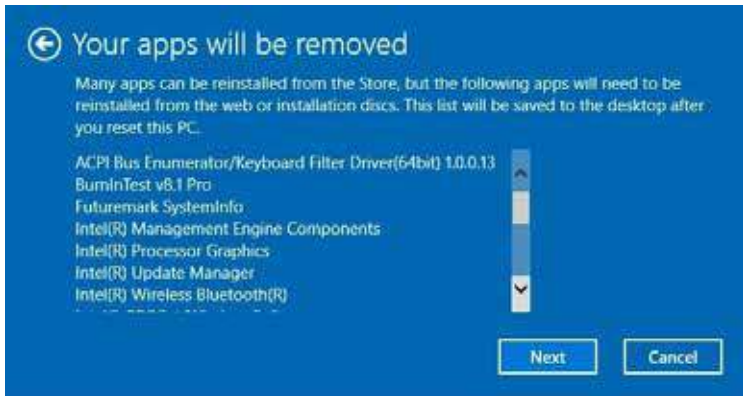 Your apps will be removed
Many apps can be reinstalled from the Store, but the following apps will need to be
reinstalled from the web or installation discs. This list will be saved to the desktop after
you reset this PC.
ACPI Bus Enumerator/Keyboard Filter Driver(64bit) 1.0.0.13
BurnInTest v8.1 Pro
Futuremark SystemInfo
Intel(R) Management Engine Components
Intel(R) Processor Graphics
Intel(R) Update Manager
Intel(R) Wireless Bluetooth(R)
Next
Cancel